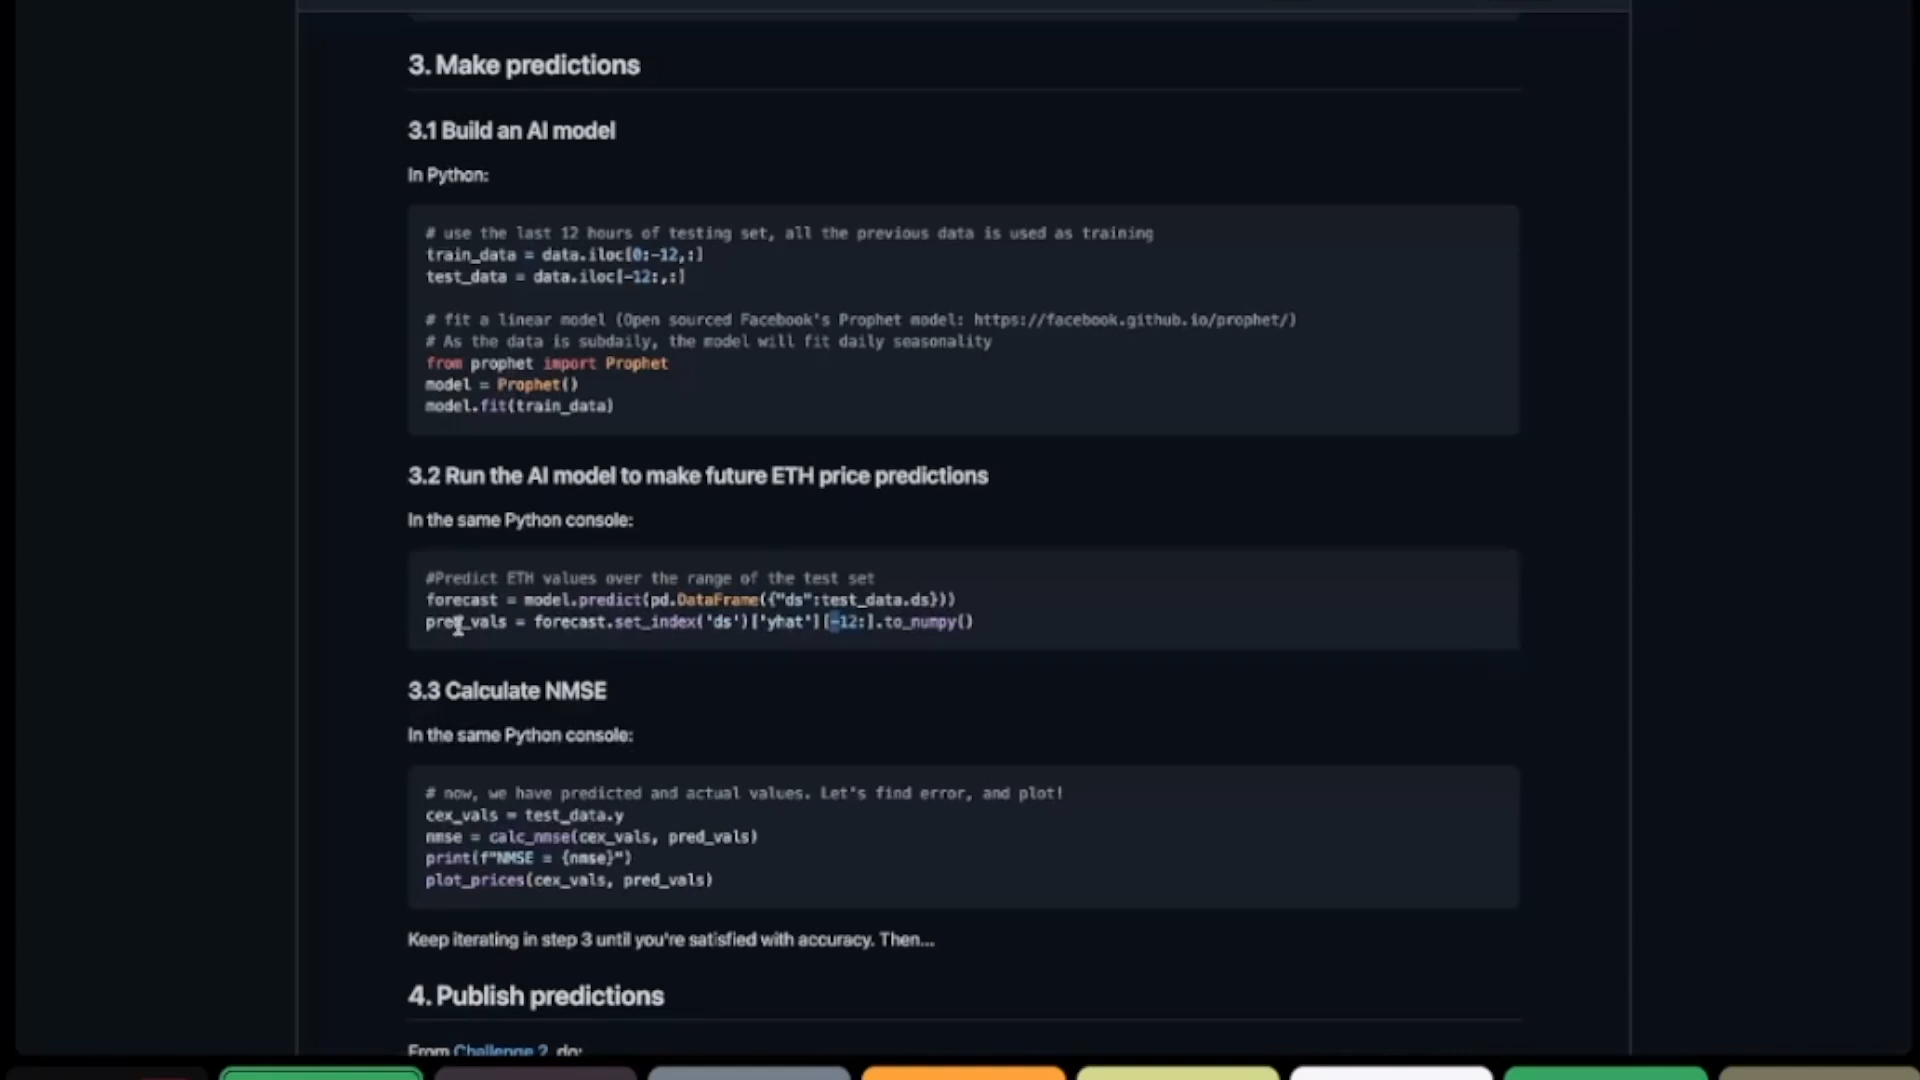 3. Make predictions
3.1 Build an AI model
In Python:
# use the last 12 hours of testing set, all the previous data is used as training
train_data = data.iloc[0:-12,:]
test_data = data.iloc[-12:,:]
# fit a linear model (Open sourced Facebook's Prophet model: https://facebook.github.io/prophet/)
# As the data is subdaily, the model will fit daily seasonality
from prophet import Prophet
model = Prophet()
model.fit(train_data)
3.2 Run the AI model to make future ETH price predictions
In the same Python console:
#Predict ETH values over the range of the test set
forecast = model.predict(pd.DataFrame({"ds":test_data.ds}))
pred_vals = forecast.set_index('ds')['yhat'][-12:].to_numpy()
3.3 Calculate NMSE
In the same Python console:
# now, we have predicted and actual values. Let's find error, and plot!
cex_vals = test_data.y
nmse = calc_nmse(cex_vals, pred_vals)
print(f"NMSE = {nmse}")
plot_prices(cex_vals, pred_vals)
Keep iterating in step 3 until you're satisfied with accuracy. Then...
4. Publish predictions
From Challenge 2, do: